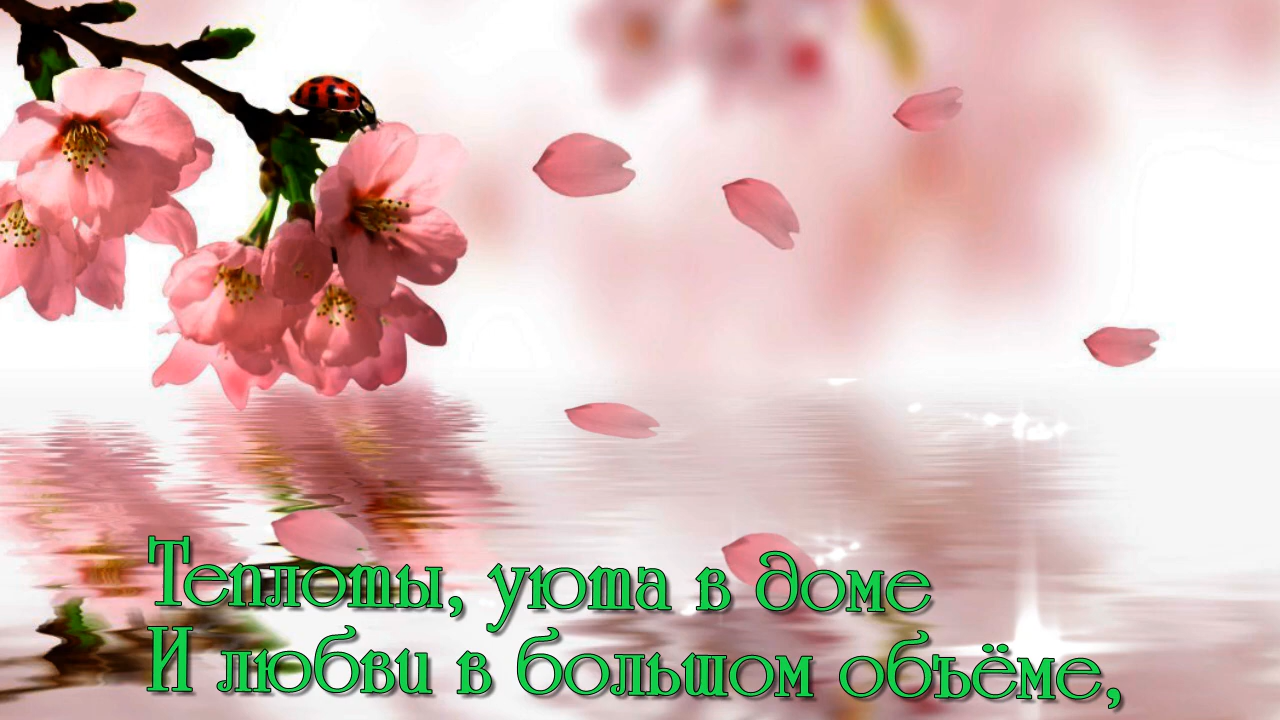 Теплоты, уюта в доме
И любви в большом объёме,